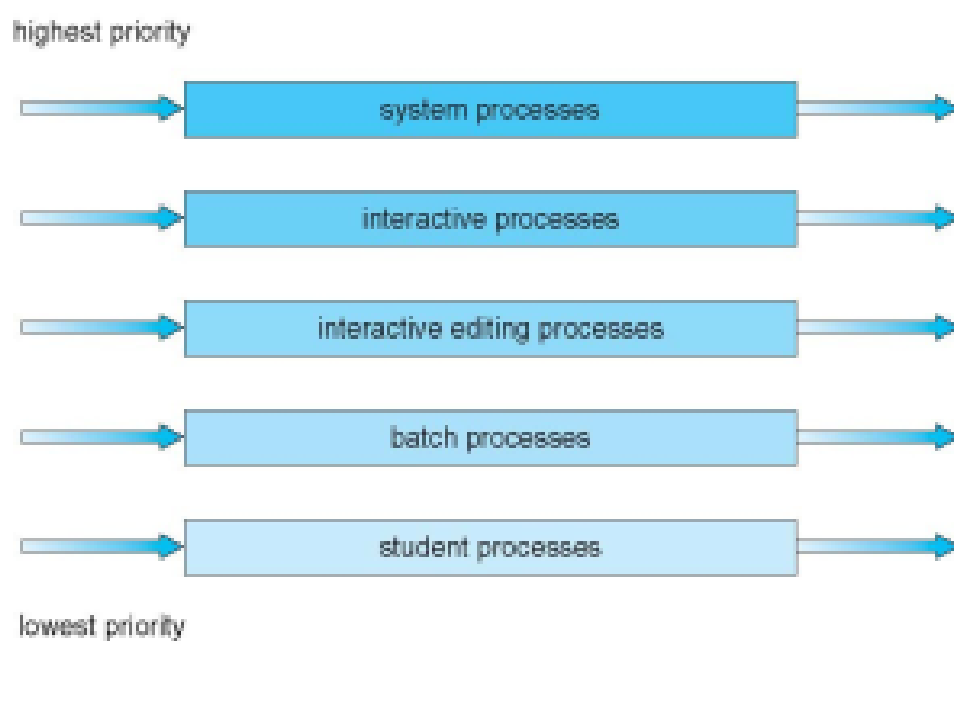 highest priority
system processes
interactive processes
interactive editing processes
batch processes
student processes
lowest priority